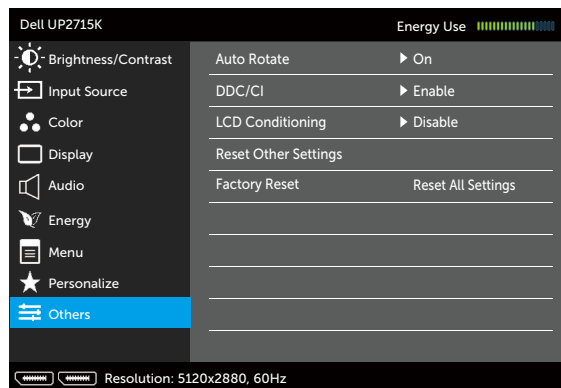 Dell UP2715K Energy Use
Brightness/Contrast Auto Rotate On
Input Source DDC/CI Enable
Color LCD Conditioning Disable
Display Reset Other Settings
Audio Factory Reset Reset All Settings
Energy
Menu
Personalize
Others
Resolution: 5120x2880, 60Hz